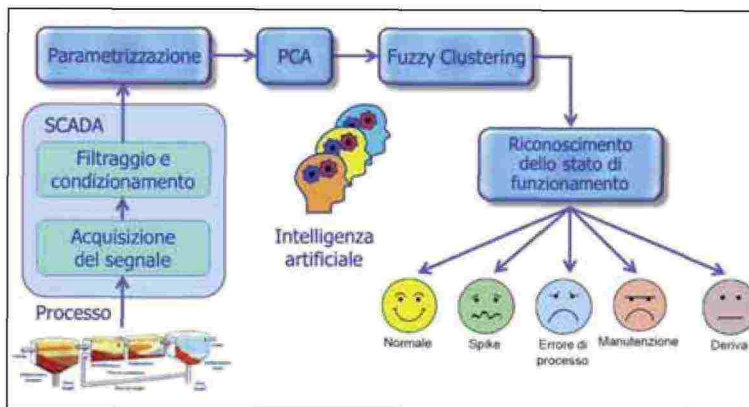 Parametrizzazione
PCA
Fuzzy Clustering
SCADA
Filtraggio e
condizionamento
Acquisizione
del segnale
Processo
Intelligenza
artificiale
Riconoscimento
dello stato di
funzionamento
Normale
Spike
Errore di
processo
Manutenzione
Deriva